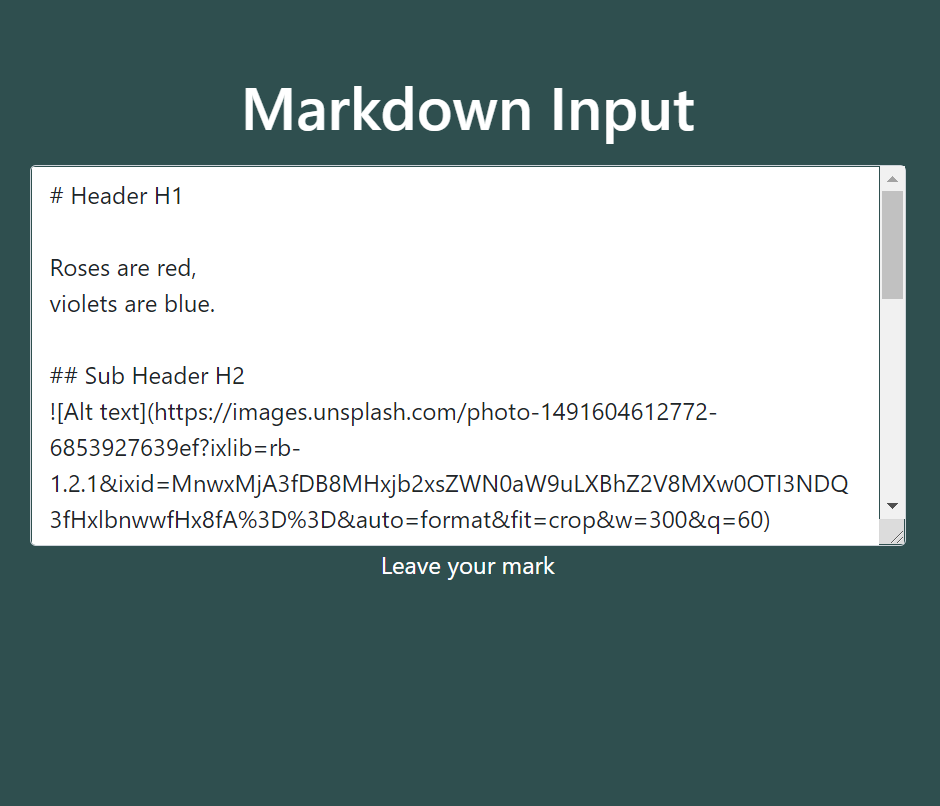 Markdown Input
# Header H1
Roses are red,
violets are blue.
## Sub Header H2
![Alt text](https://images.unsplash.com/photo-1491604612772-
6853927639ef?ixlib=rb-
1.2.1&ixid=MnwxMjA3fDB8MHxjb2xsZWN0aW9uLXBhZ2V8MXw0OTI3NDQ
3fHxlbnwwfHx8fA%3D%3D&auto=format&fit=crop&w=300&q=60)
Leave your mark